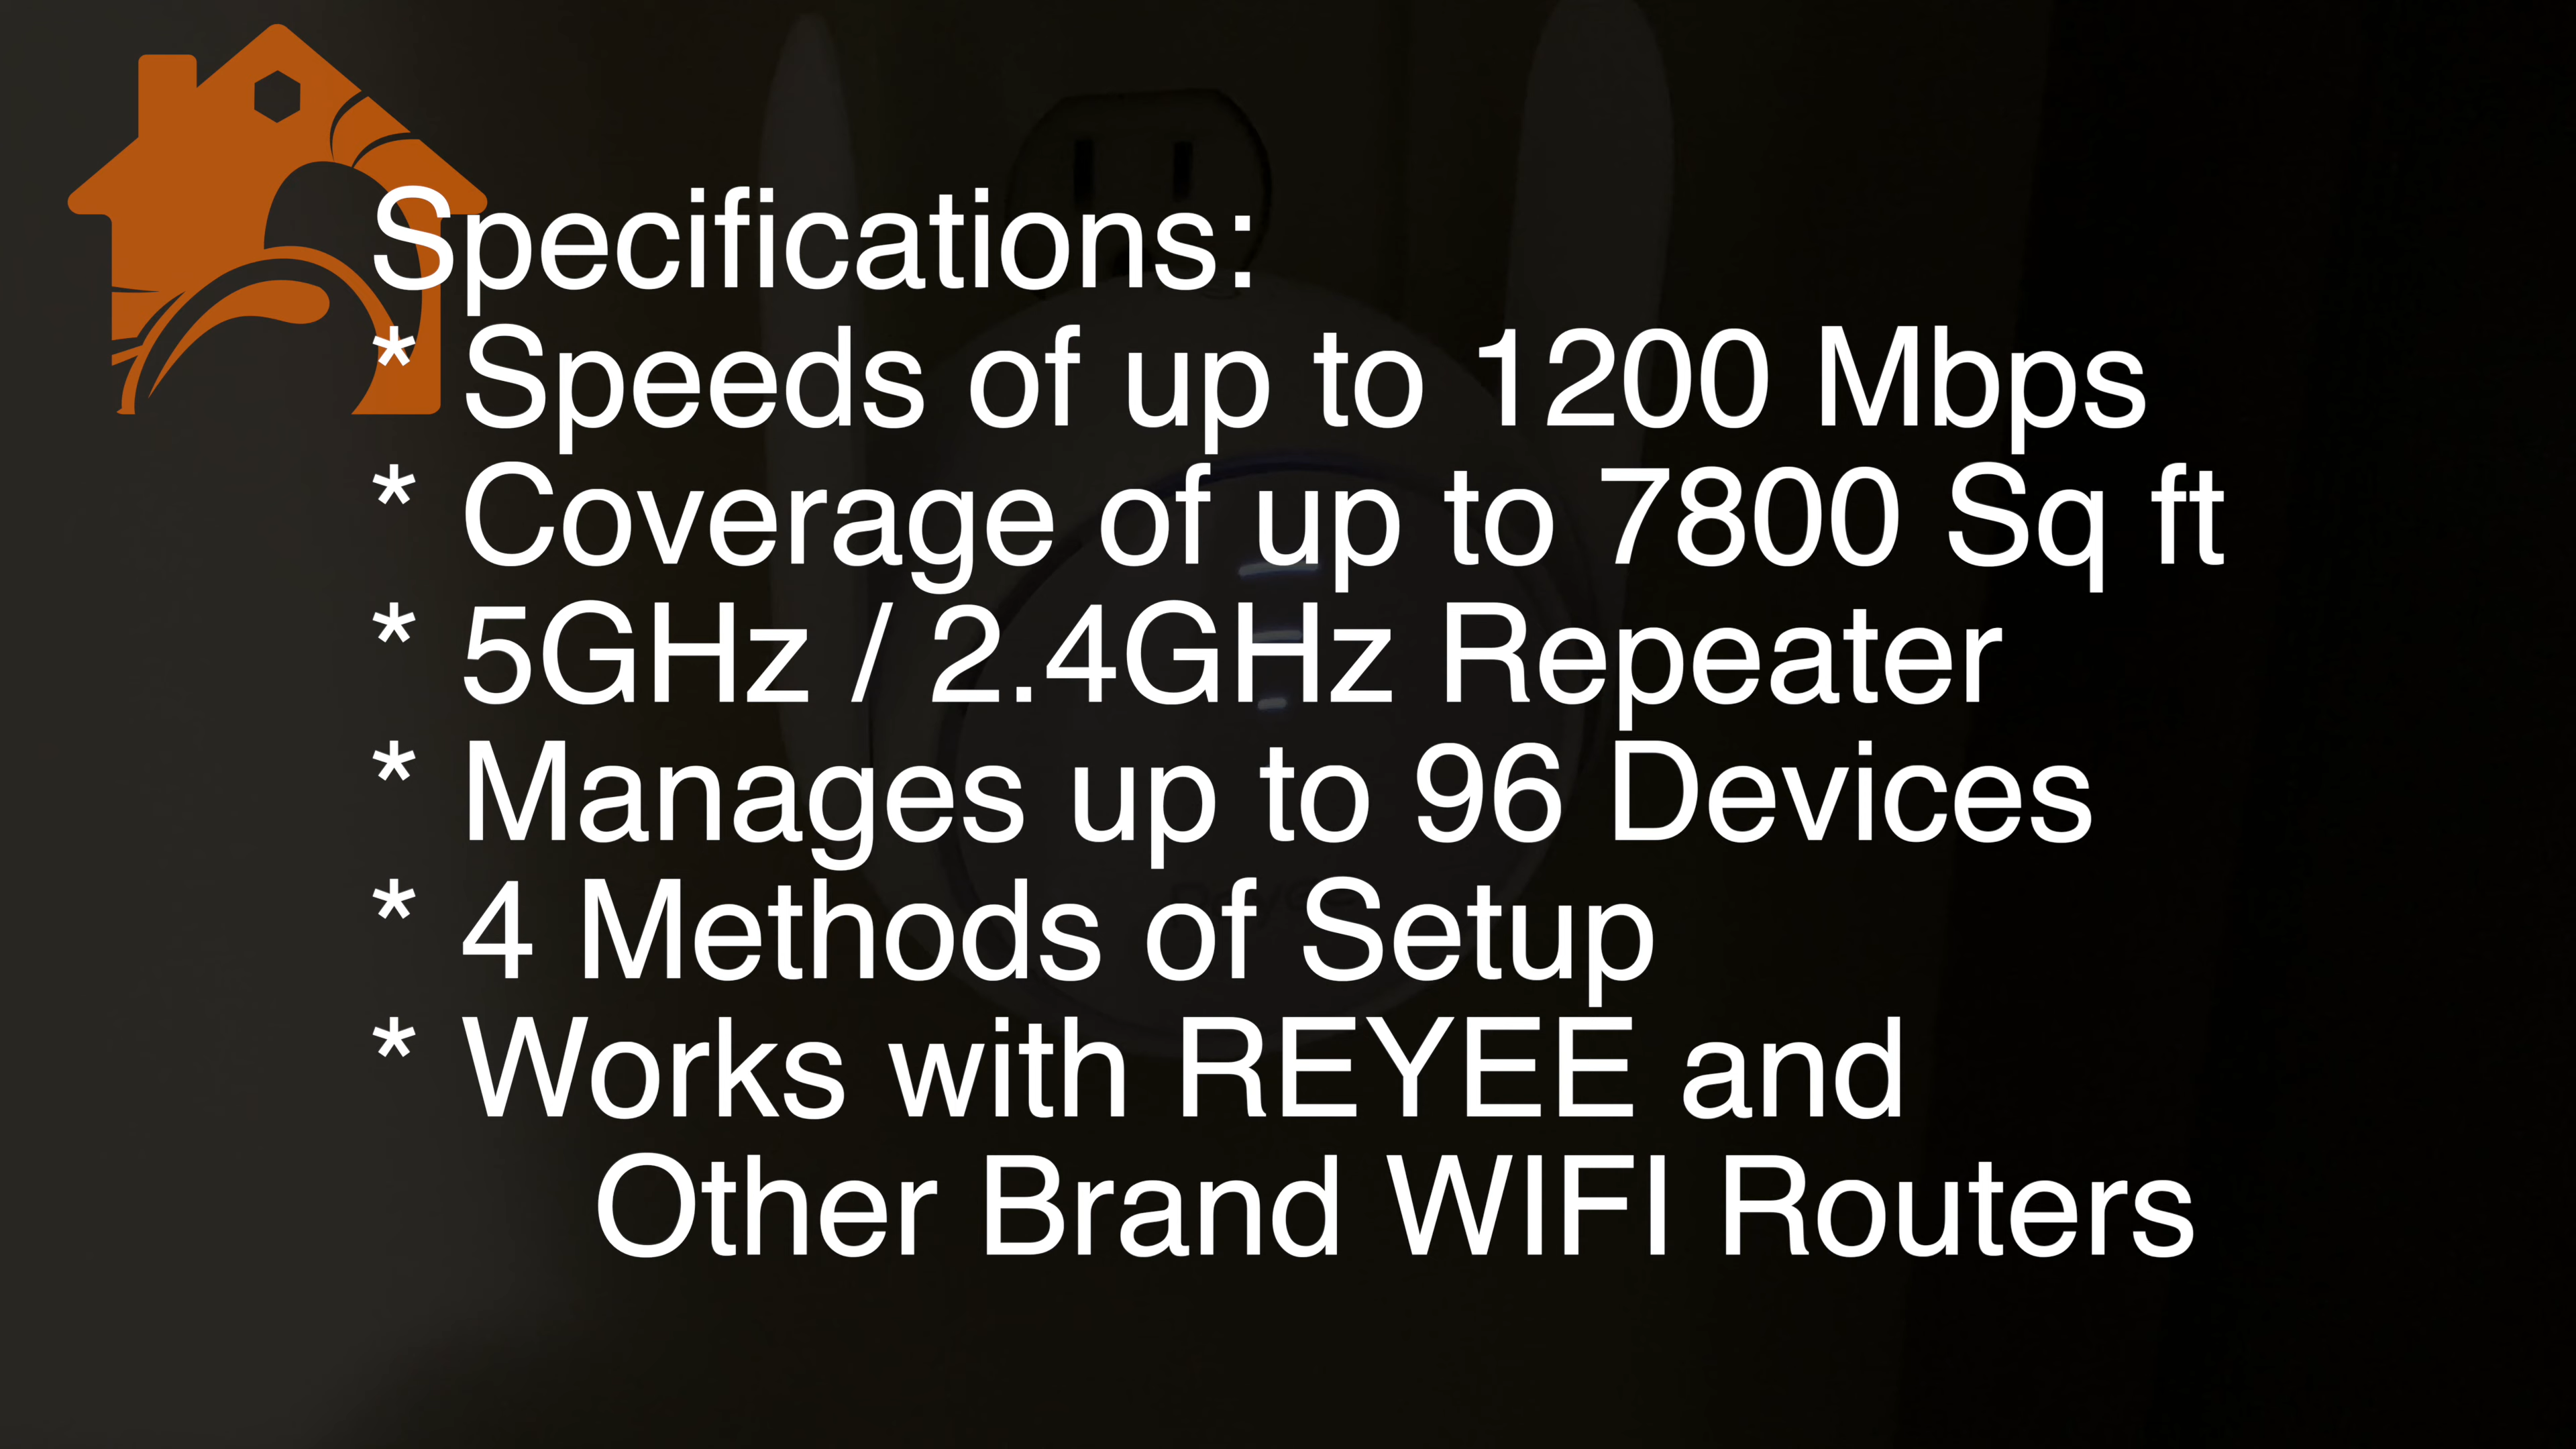 Specifications:
* Speeds of up to 1200 Mbps
* Coverage of up to 7800 Sq ft
* 5GHz / 2.4GHz Repeater
* Manages up to 96 Devices
* 4 Methods of Setup
* Works with REYEE and
Other Brand WIFI Routers